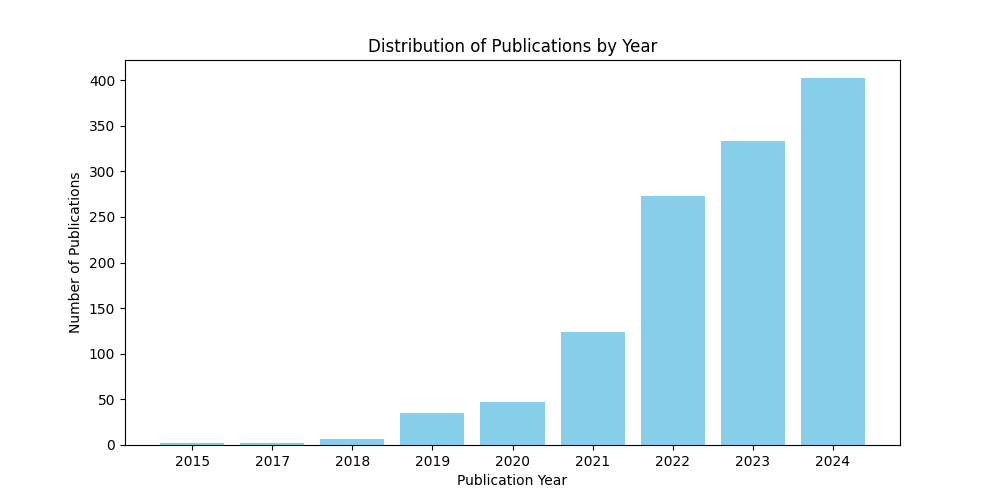 Distribution of Publications by Year
Number of Publications
400
350
300
250
200
150
100
50
0
2015 2017 2018 2019 2020 2021 2022 2023 2024
Publication Year